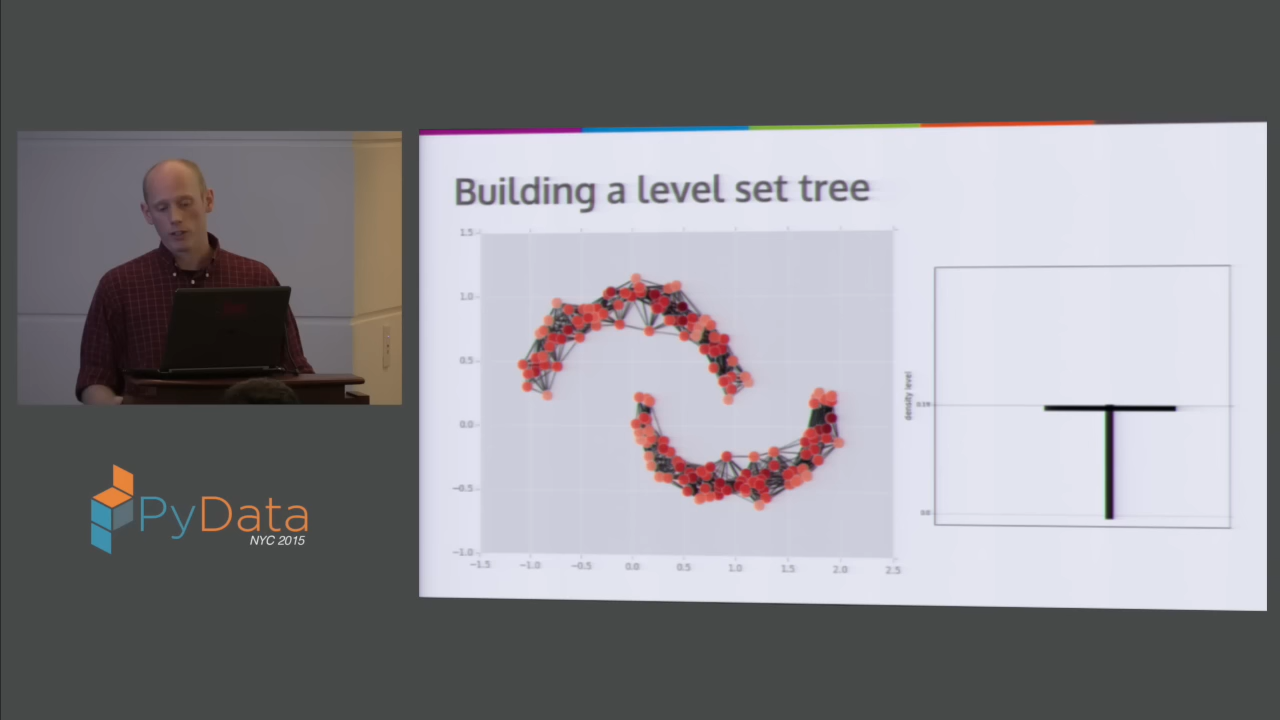 Building a level set tree
1.5
1.0
0.5
0.0
−0.5
−1.0
−1.5 −1.0 −0.5 0.0 0.5 1.0 1.5 2.0 2.5
density level
0.0
PyData
NYC 2015